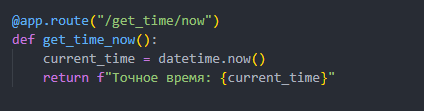 @app.route("/get_time/now")
def get_time_now():
    current_time = datetime.now()
    return f"Точное время: {current_time}"